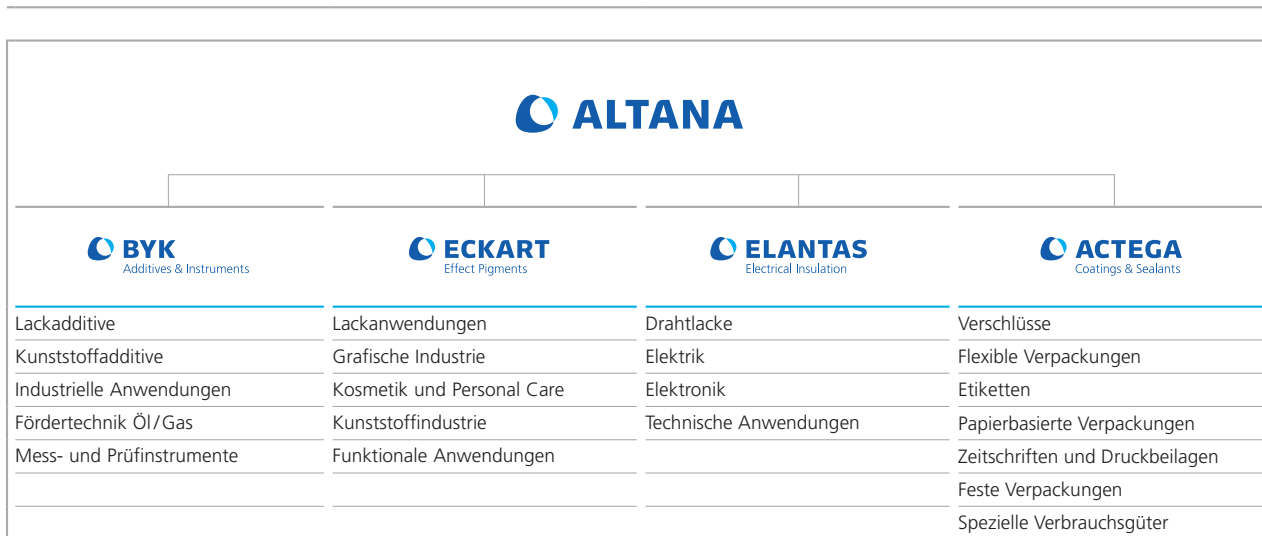 ALTANA
BYK
Additives & Instruments
Lackadditive
Kunststoffadditive
Industrielle Anwendungen
Fördertechnik Öl/Gas
Mess- und Prüfinstrumente
ECKART
Effect Pigments
Lackanwendungen
Grafische Industrie
Kosmetik und Personal Care
Kunststoffindustrie
Funktionale Anwendungen
ELANTAS
Electrical Insulation
Drahtlacke
Elektrik
Elektronik
Technische Anwendungen
ACTEGA
Coatings & Sealants
Verschlüsse
Flexible Verpackungen
Etiketten
Papierbasierte Verpackungen
Zeitschriften und Druckbeilagen
Feste Verpackungen
Spezielle Verbrauchsgüter